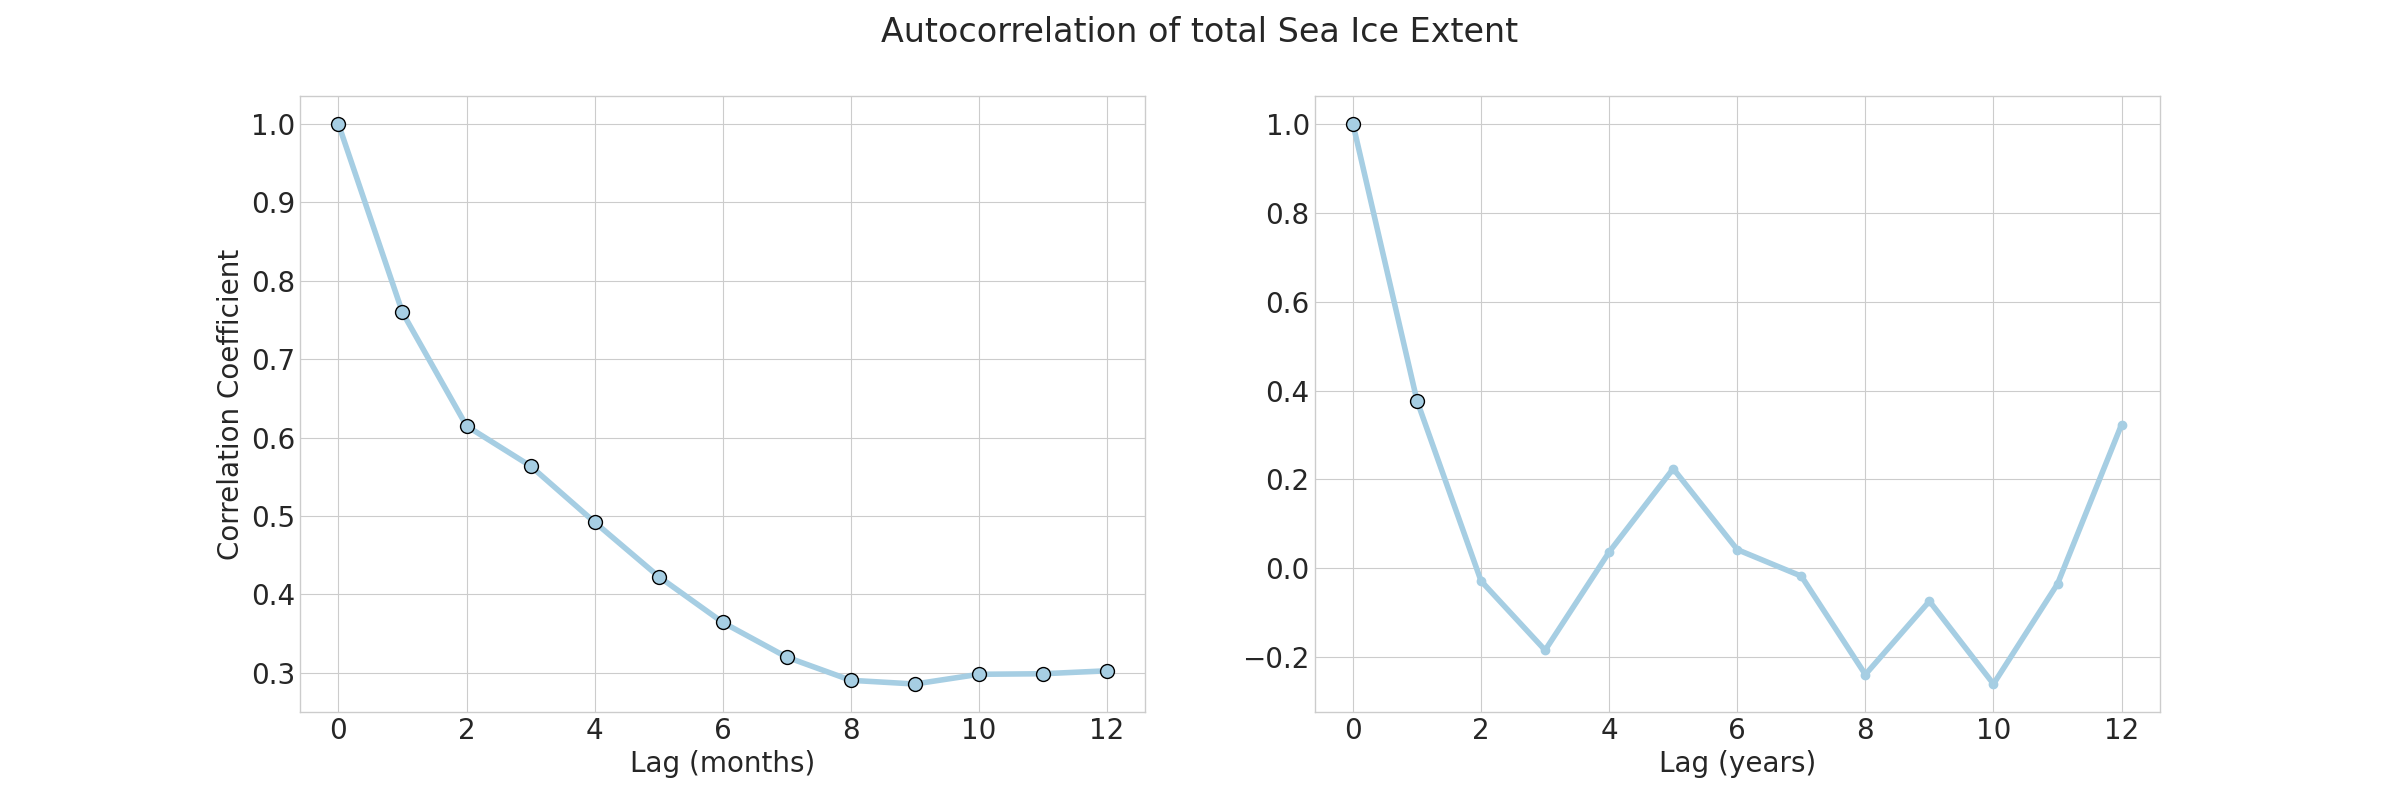 Autocorrelation of total Sea Ice Extent
Correlation Coefficient
1.0
0.9
0.8
0.7
0.6
0.5
0.4
0.3
0 2 4 6 8 10 12
Lag (months)
1.0
0.8
0.6
0.4
0.2
0.0
−0.2
0 2 4 6 8 10 12
Lag (years)